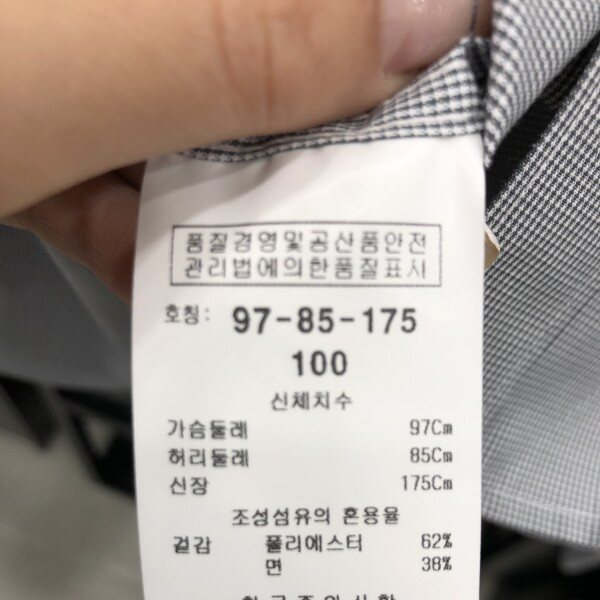 품질경영및공산품안전
관리법에의한품질표시
호칭: 97-85-175
100
신체치수
가슴둘레 97Cm
허리둘레 85Cm
신장 175Cm
조성섬유의 혼용율
겉감 폴리에스터 62%
면 38%